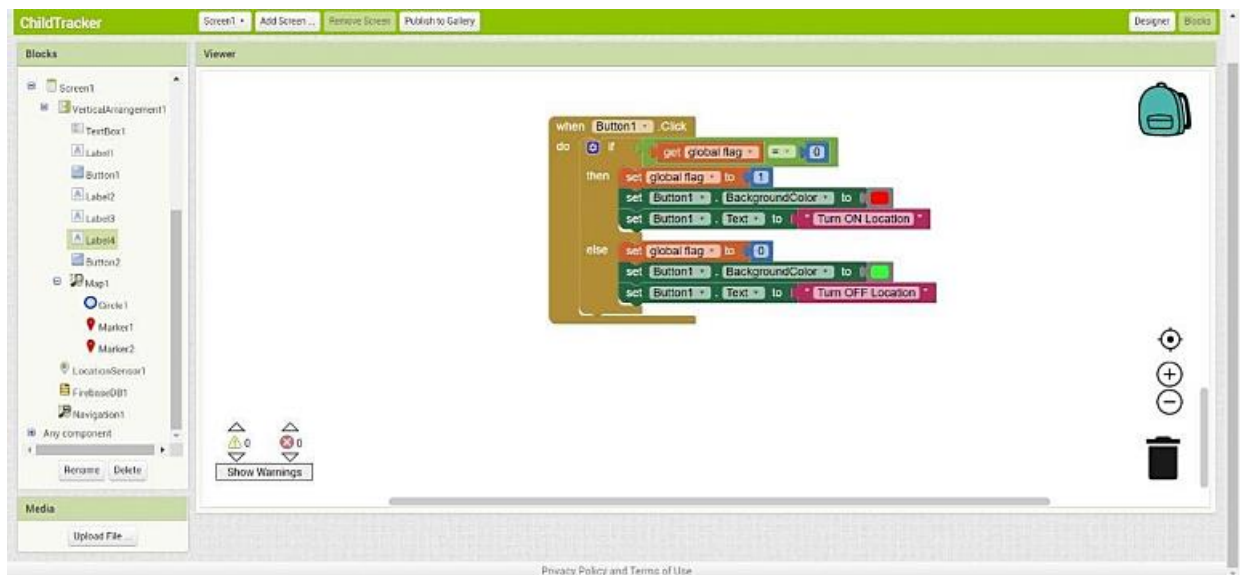 ChildTracker
Screen1
Add Screen ...
Remove Screen
Publish to Gallery
Designer
Blocks
Blocks
Viewer
Screen1
VerticalArrangement1
TextBox1
Label1
Button1
Label2
Label3
Label4
Button2
Map1
Circle1
Marker1
Marker2
LocationSensor1
FirebaseDB1
Navigation1
Any component
Rename
Delete
Media
Upload File ...
when Button1 .Click
do if get global flag = 0
then set global flag to 1
set Button1 . BackgroundColor to
set Button1 . Text to " Turn ON Location "
else set global flag to 0
set Button1 . BackgroundColor to
set Button1 . Text to " Turn OFF Location "
0 0
Show Warnings
Privacy Policy and Terms of Use